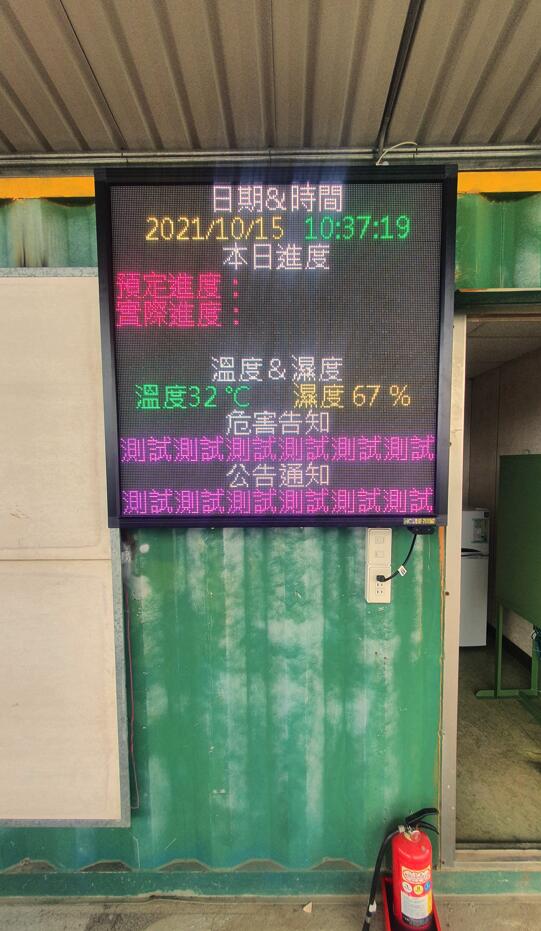 日期&時間
2021/10/15 10:37:19
本日進度
預定進度：
實際進度：
溫度&濕度
溫度32℃ 濕度 67 %
危害告知
測試測試測試測試測試測試
公告通知
測試測試測試測試測試測試